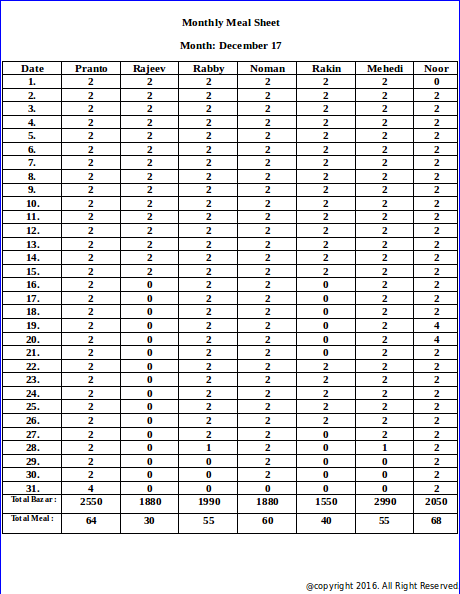 Monthly Meal Sheet
Month: December 17
Date Pranto Rajeev Rabby Noman Rakin Mehedi Noor
1. 2 2 2 2 2 2 0
2. 2 2 2 2 2 2 2
3. 2 2 2 2 2 2 2
4. 2 2 2 2 2 2 2
5. 2 2 2 2 2 2 2
6. 2 2 2 2 2 2 2
7. 2 2 2 2 2 2 2
8. 2 2 2 2 2 2 2
9. 2 2 2 2 2 2 2
10. 2 2 2 2 2 2 2
11. 2 2 2 2 2 2 2
12. 2 2 2 2 2 2 2
13. 2 2 2 2 2 2 2
14. 2 2 2 2 2 2 2
15. 2 2 2 2 2 2 2
16. 2 0 2 2 0 2 2
17. 2 0 2 2 0 2 2
18. 2 0 2 2 0 2 2
19. 2 0 2 2 0 2 4
20. 2 0 2 2 0 2 4
21. 2 0 2 2 0 2 2
22. 2 0 2 2 2 2 2
23. 2 0 2 2 2 2 2
24. 2 0 2 2 2 2 2
25. 2 0 2 2 2 2 2
26. 2 0 2 2 2 2 2
27. 2 0 2 2 0 2 2
28. 2 0 1 2 0 1 2
29. 2 0 0 2 0 0 2
30. 2 0 0 2 0 0 2
31. 4 0 0 0 0 0 2
Total Bazar : 2550 1880 1990 1880 1550 2990 2050
Total Meal : 64 30 55 60 40 55 68
@copyright 2016. All Right Reserved